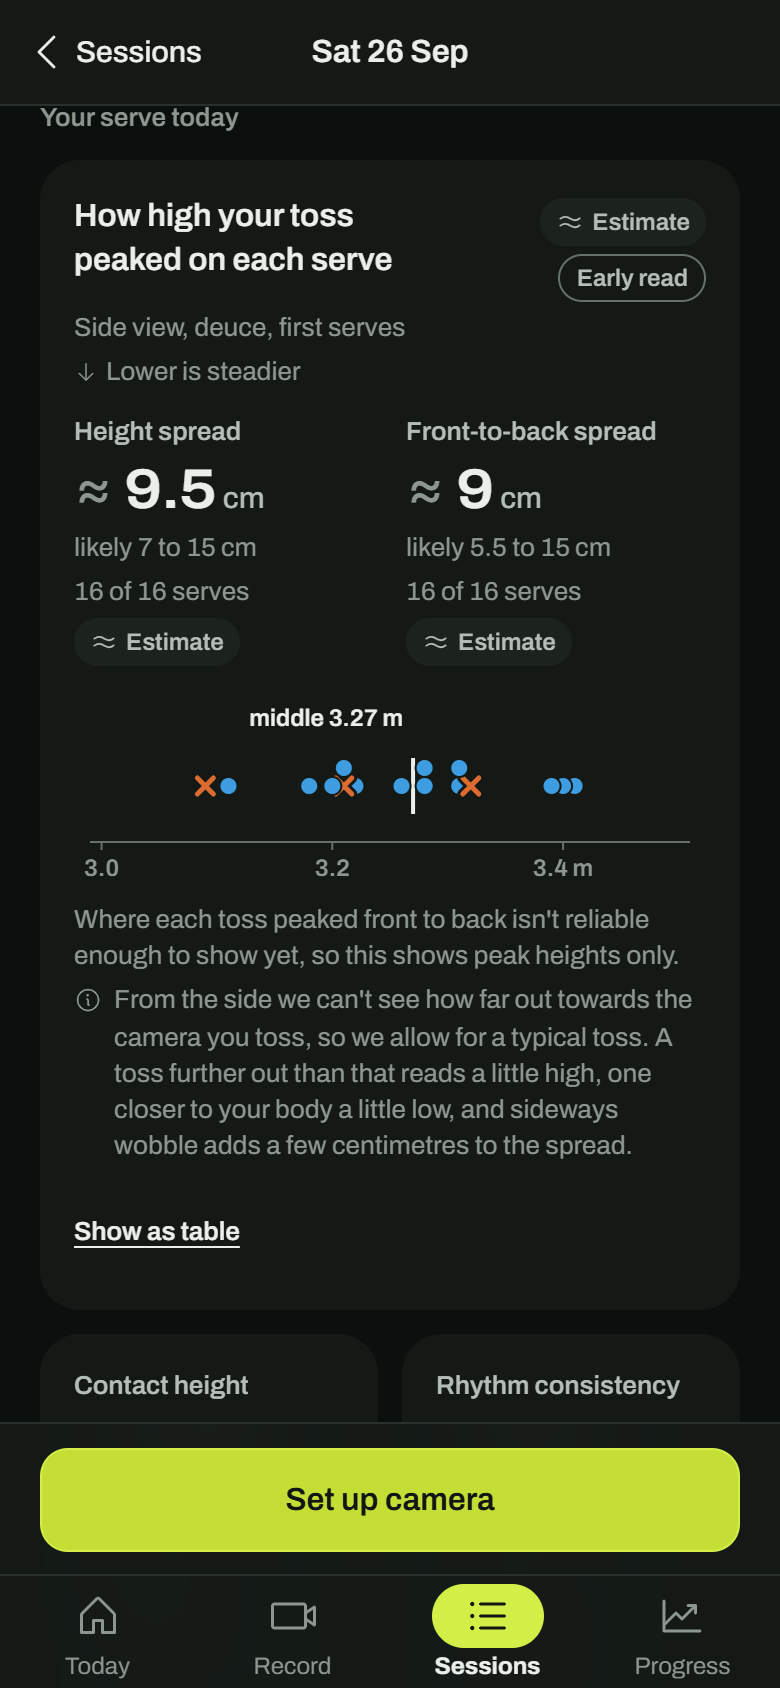 Sessions
Sat 26 Sep
Your serve today
How high your toss
peaked on each serve
≈ Estimate
Early read
Side view, deuce, first serves
↓ Lower is steadier
Height spread
≈ 9.5 cm
likely 7 to 15 cm
16 of 16 serves
≈ Estimate
Front-to-back spread
≈ 9 cm
likely 5.5 to 15 cm
16 of 16 serves
≈ Estimate
middle 3.27 m
3.0
3.2
3.4 m
Where each toss peaked front to back isn't reliable
enough to show yet, so this shows peak heights only.
From the side we can't see how far out towards the
camera you toss, so we allow for a typical toss. A
toss further out than that reads a little high, one
closer to your body a little low, and sideways
wobble adds a few centimetres to the spread.
Show as table
Contact height
Rhythm consistency
Set up camera
Today
Record
Sessions
Progress